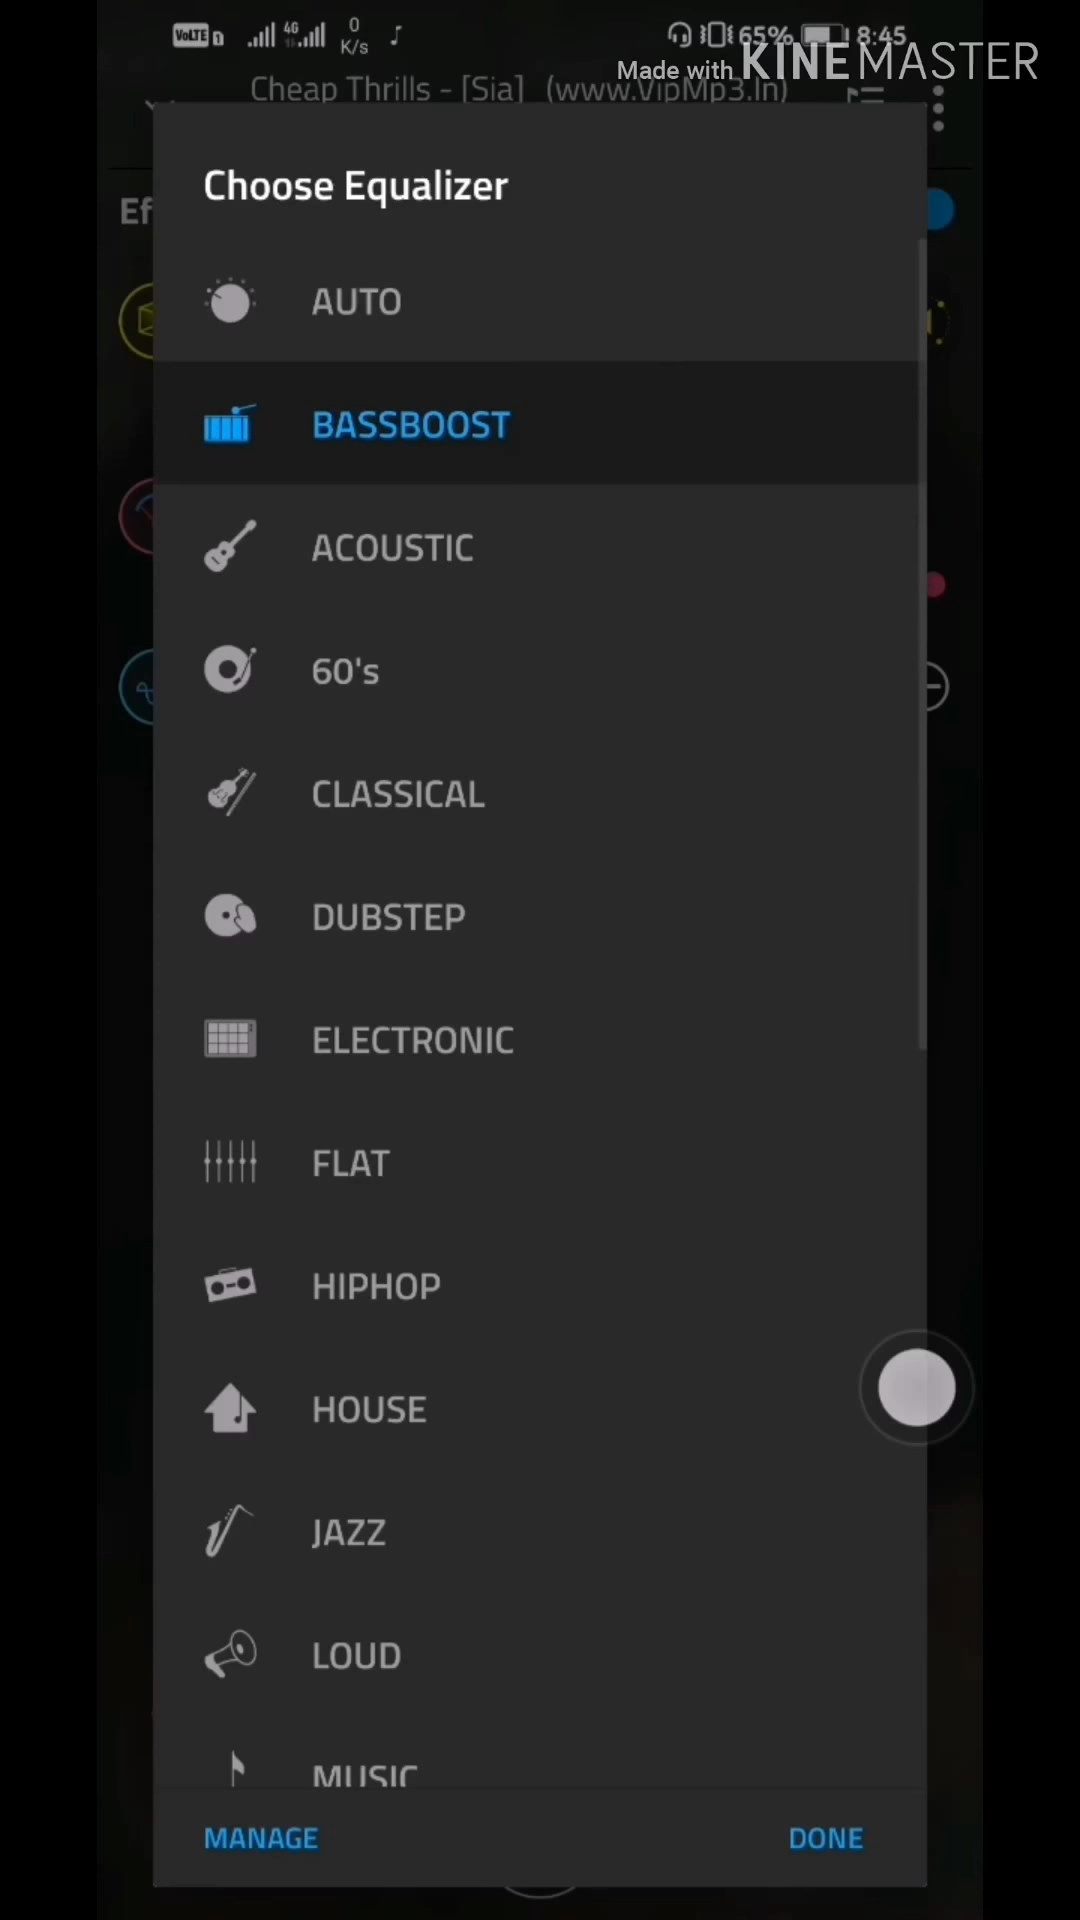 VoLTE 4G 0 K/s 65% 8:45
Made with KINEMASTER
Cheap Thrills - [Sia] (www.VipMp3.In)
Choose Equalizer
Ef
AUTO
BASSBOOST
ACOUSTIC
60's
CLASSICAL
DUBSTEP
ELECTRONIC
FLAT
HIPHOP
HOUSE
JAZZ
LOUD
MUSIC
MANAGE DONE